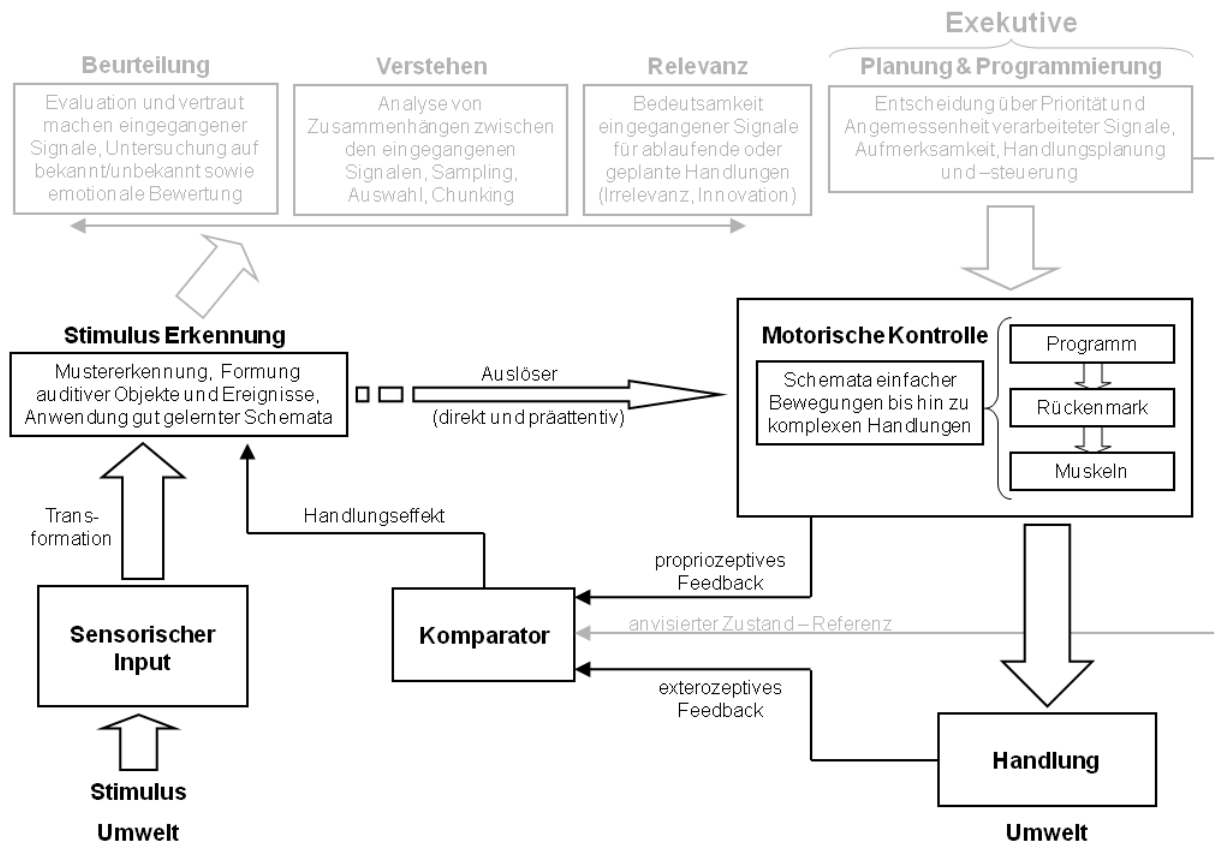 Exekutive
Beurteilung
Evaluation und vertraut
machen eingegangener
Signale, Untersuchung auf
bekannt/unbekannt sowie
emotionale Bewertung
Verstehen
Analyse von
Zusammenhängen zwischen
den eingegangenen
Signalen, Sampling,
Auswahl, Chunking
Relevanz
Bedeutsamkeit
eingegangener Signale
für ablaufende oder
geplante Handlungen
(Irrelevanz, Innovation)
Planung & Programmierung
Entscheidung über Priorität und
Angemessenheit verarbeiteter Signale,
Aufmerksamkeit, Handlungsplanung
und –steuerung
Stimulus Erkennung
Mustererkennung, Formung
auditiver Objekte und Ereignisse,
Anwendung gut gelernter Schemata
Auslöser
(direkt und präattentiv)
Motorische Kontrolle
Schemata einfacher
Bewegungen bis hin zu
komplexen Handlungen
Programm
Rückenmark
Muskeln
Trans-
formation
Handlungseffekt
propriozeptives
Feedback
Sensorischer
Input
Komparator
anvisierter Zustand – Referenz
exterozeptives
Feedback
Handlung
Stimulus
Umwelt
Umwelt